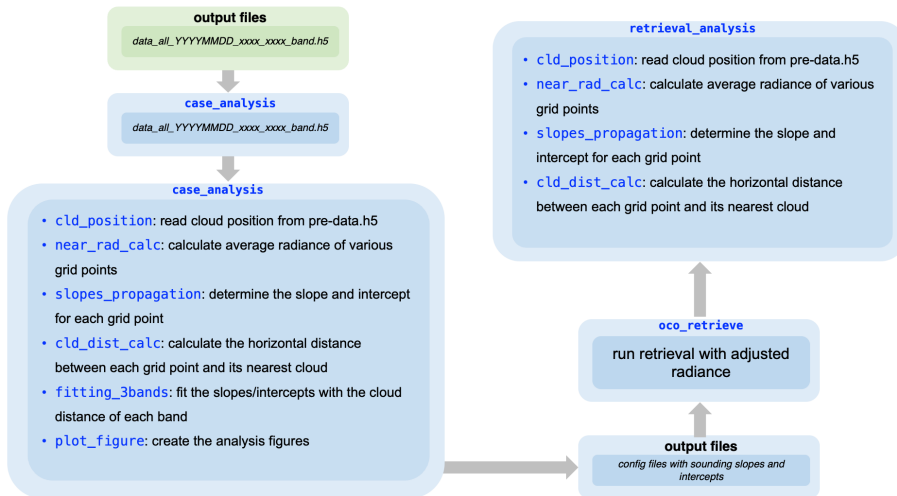 output files
data_all_YYYYMMDD_xxxx_xxxx_band.h5
case_analysis
data_all_YYYYMMDD_xxxx_xxxx_band.h5
case_analysis
• cld_position: read cloud position from pre-data.h5
• near_rad_calc: calculate average radiance of various
grid points
• slopes_propagation: determine the slope and intercept
for each grid point
• cld_dist_calc: calculate the horizontal distance
between each grid point and its nearest cloud
• fitting_3bands: fit the slopes/intercepts with the cloud
distance of each band
• plot_figure: create the analysis figures
output files
config files with sounding slopes and
intercepts
oco_retrieve
run retrieval with adjusted
radiance
retrieval_analysis
• cld_position: read cloud position from pre-data.h5
• near_rad_calc: calculate average radiance of various
grid points
• slopes_propagation: determine the slope and
intercept for each grid point
• cld_dist_calc: calculate the horizontal distance
between each grid point and its nearest cloud